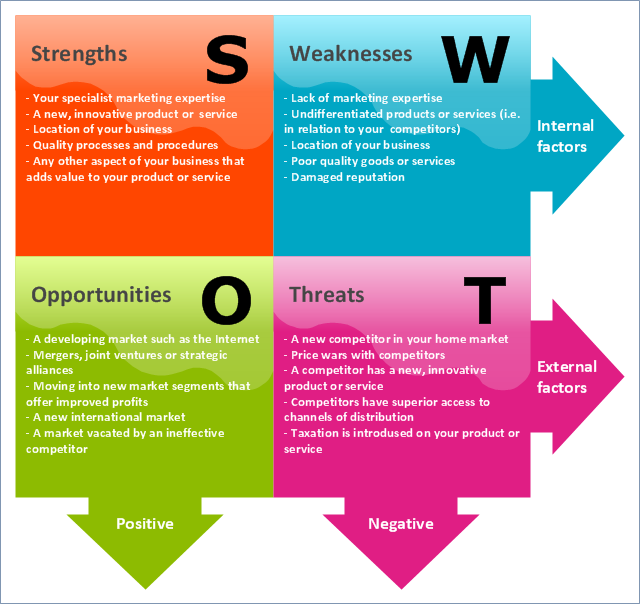 Strengths
S
- Your specialist marketing expertise
- A new, innovative product or service
- Location of your business
- Quality processes and procedures
- Any other aspect of your business that
adds value to your product or service
Weaknesses
W
- Lack of marketing expertise
- Undifferentiated products or services (i.e.
in relation to your competitors)
- Location of your business
- Poor quality goods or services
- Damaged reputation
Internal
factors
Opportunities
O
- A developing market such as the Internet
- Mergers, joint ventures or strategic
alliances
- Moving into new market segments that
offer improved profits
- A new international market
- A market vacated by an ineffective
competitor
Threats
T
- A new competitor in your home market
- Price wars with competitors
- A competitor has a new, innovative
product or service
- Competitors have superior access to
channels of distribution
- Taxation is introdused on your product or
service
External
factors
Positive
Negative